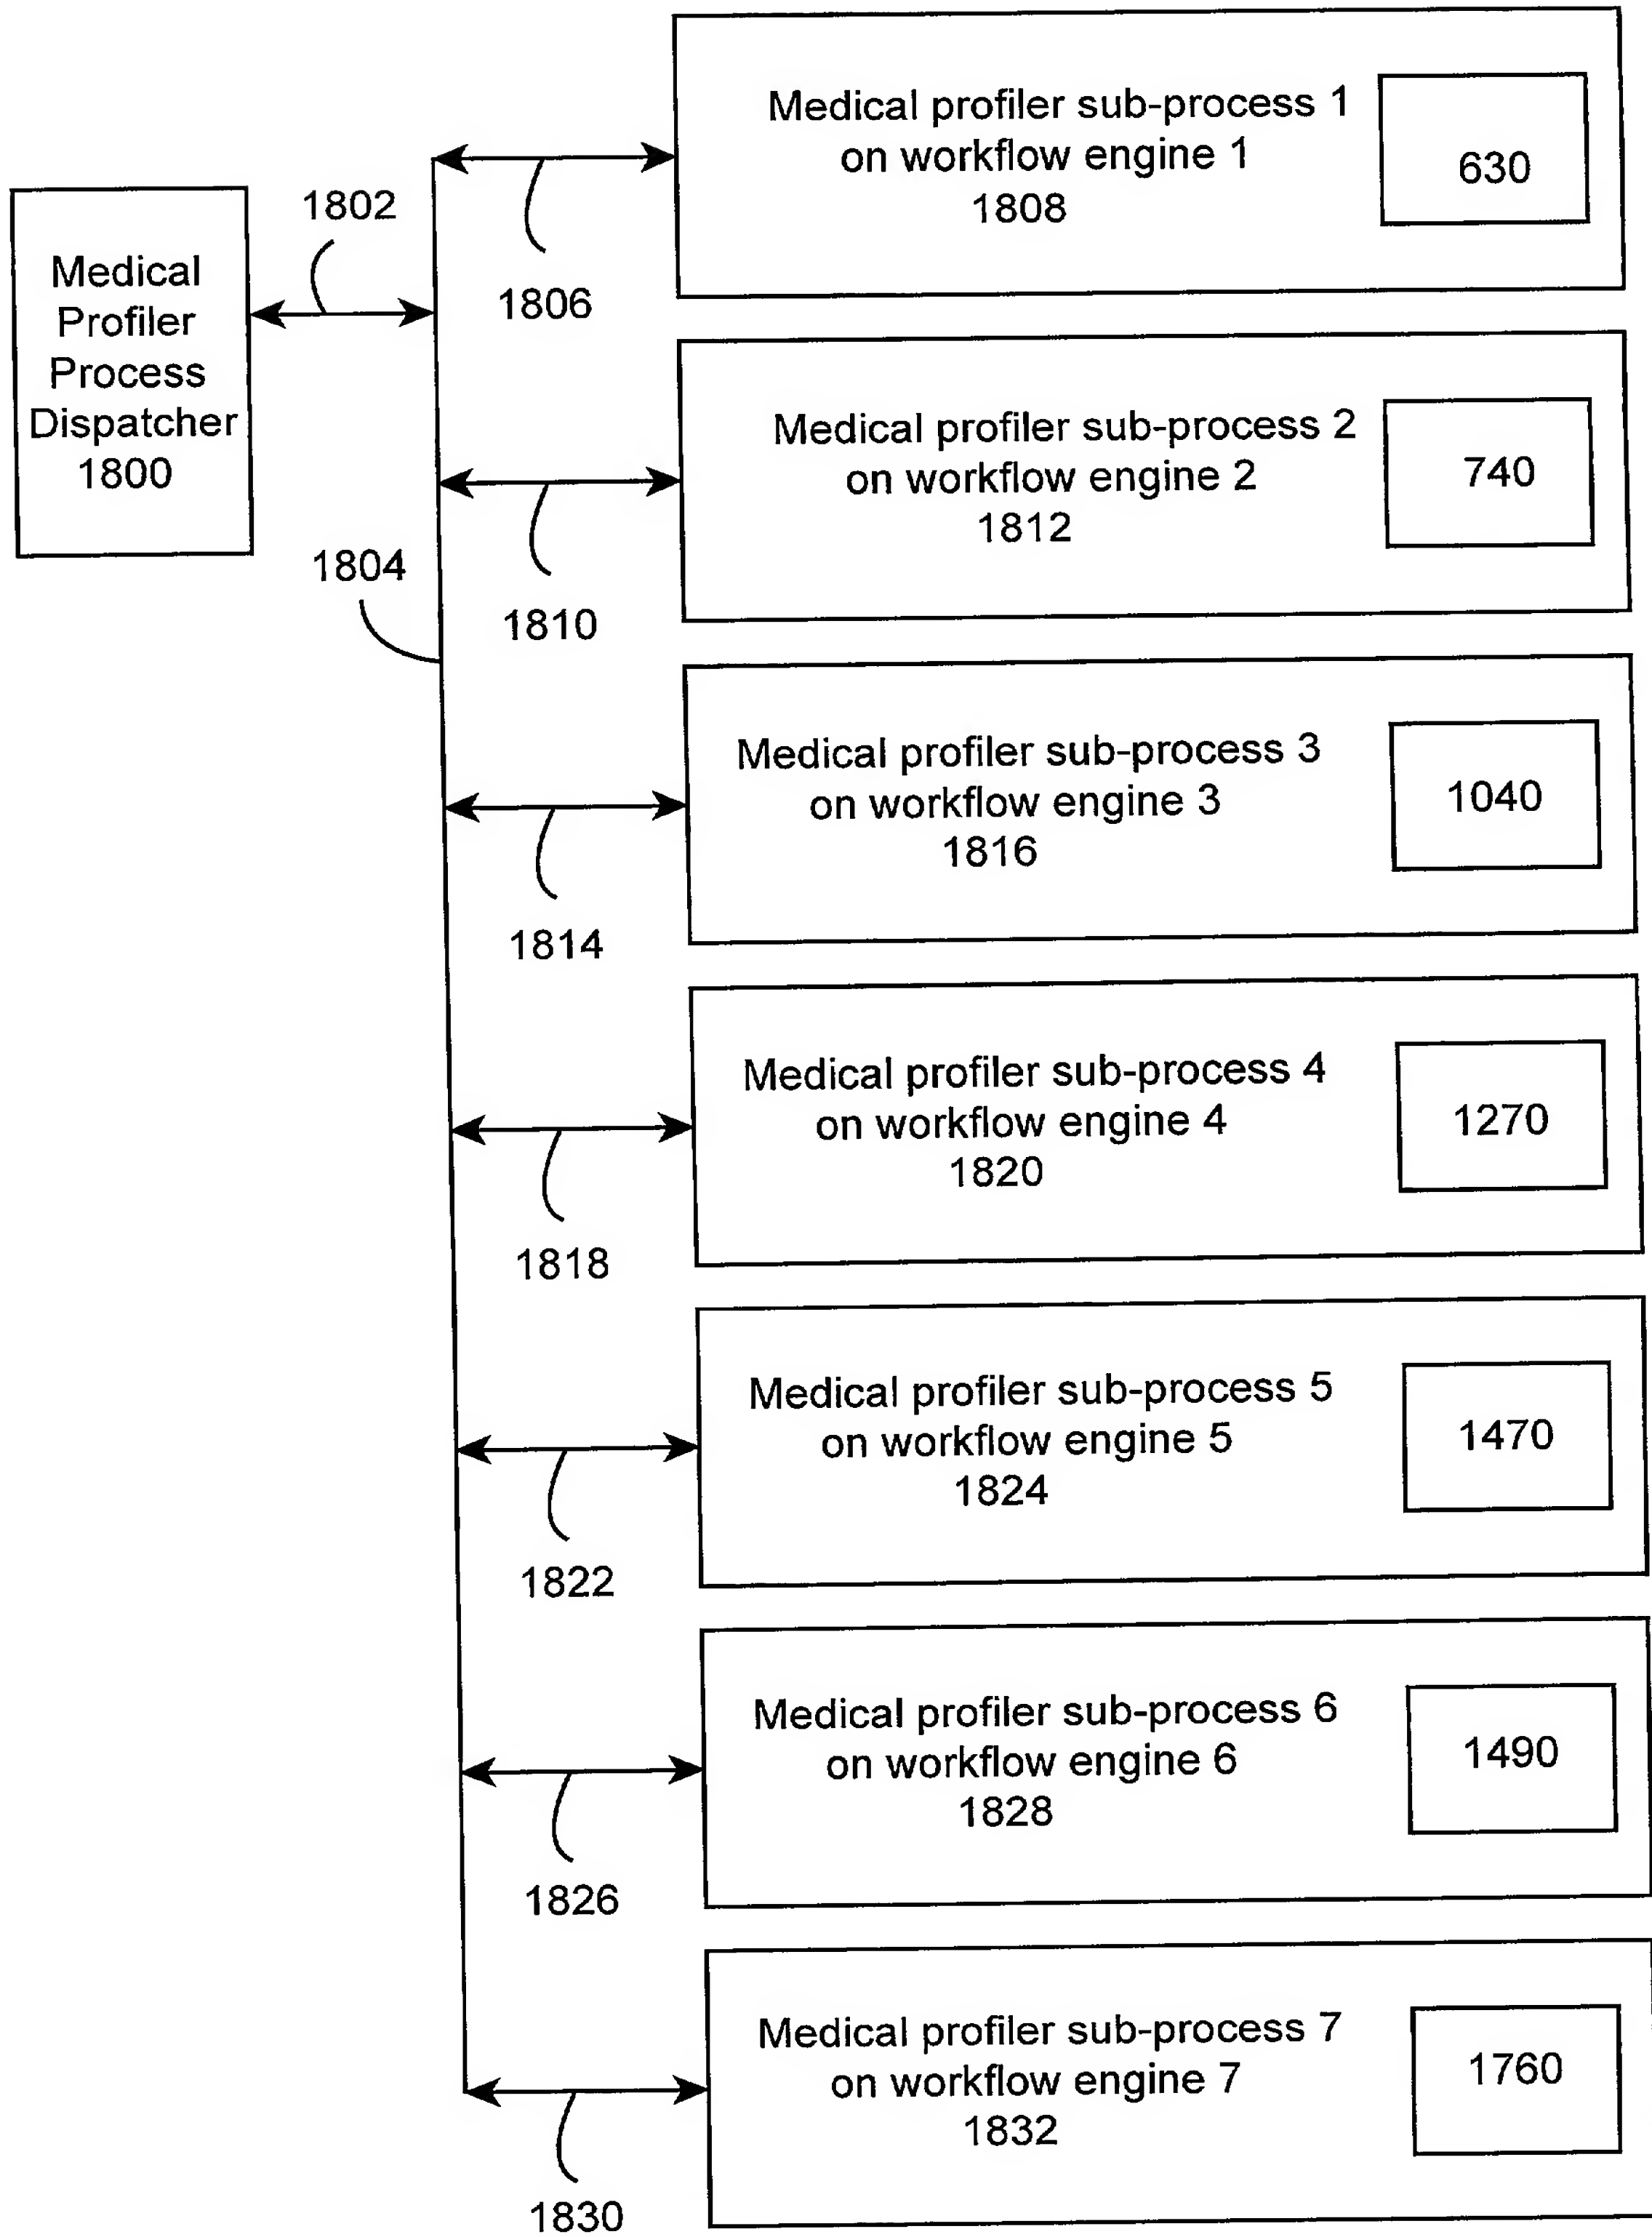 Medical profiler sub-process 1
on workflow engine 1
1808
630
1802
1806
Medical
Profiler
Process
Dispatcher
1800
Medical profiler sub-process 2
on workflow engine 2
1812
740
1804
1810
Medical profiler sub-process 3
on workflow engine 3
1816
1040
1814
Medical profiler sub-process 4
on workflow engine 4
1820
1270
1818
Medical profiler sub-process 5
on workflow engine 5
1824
1470
1822
Medical profiler sub-process 6
on workflow engine 6
1828
1490
1826
Medical profiler sub-process 7
on workflow engine 7
1832
1760
1830